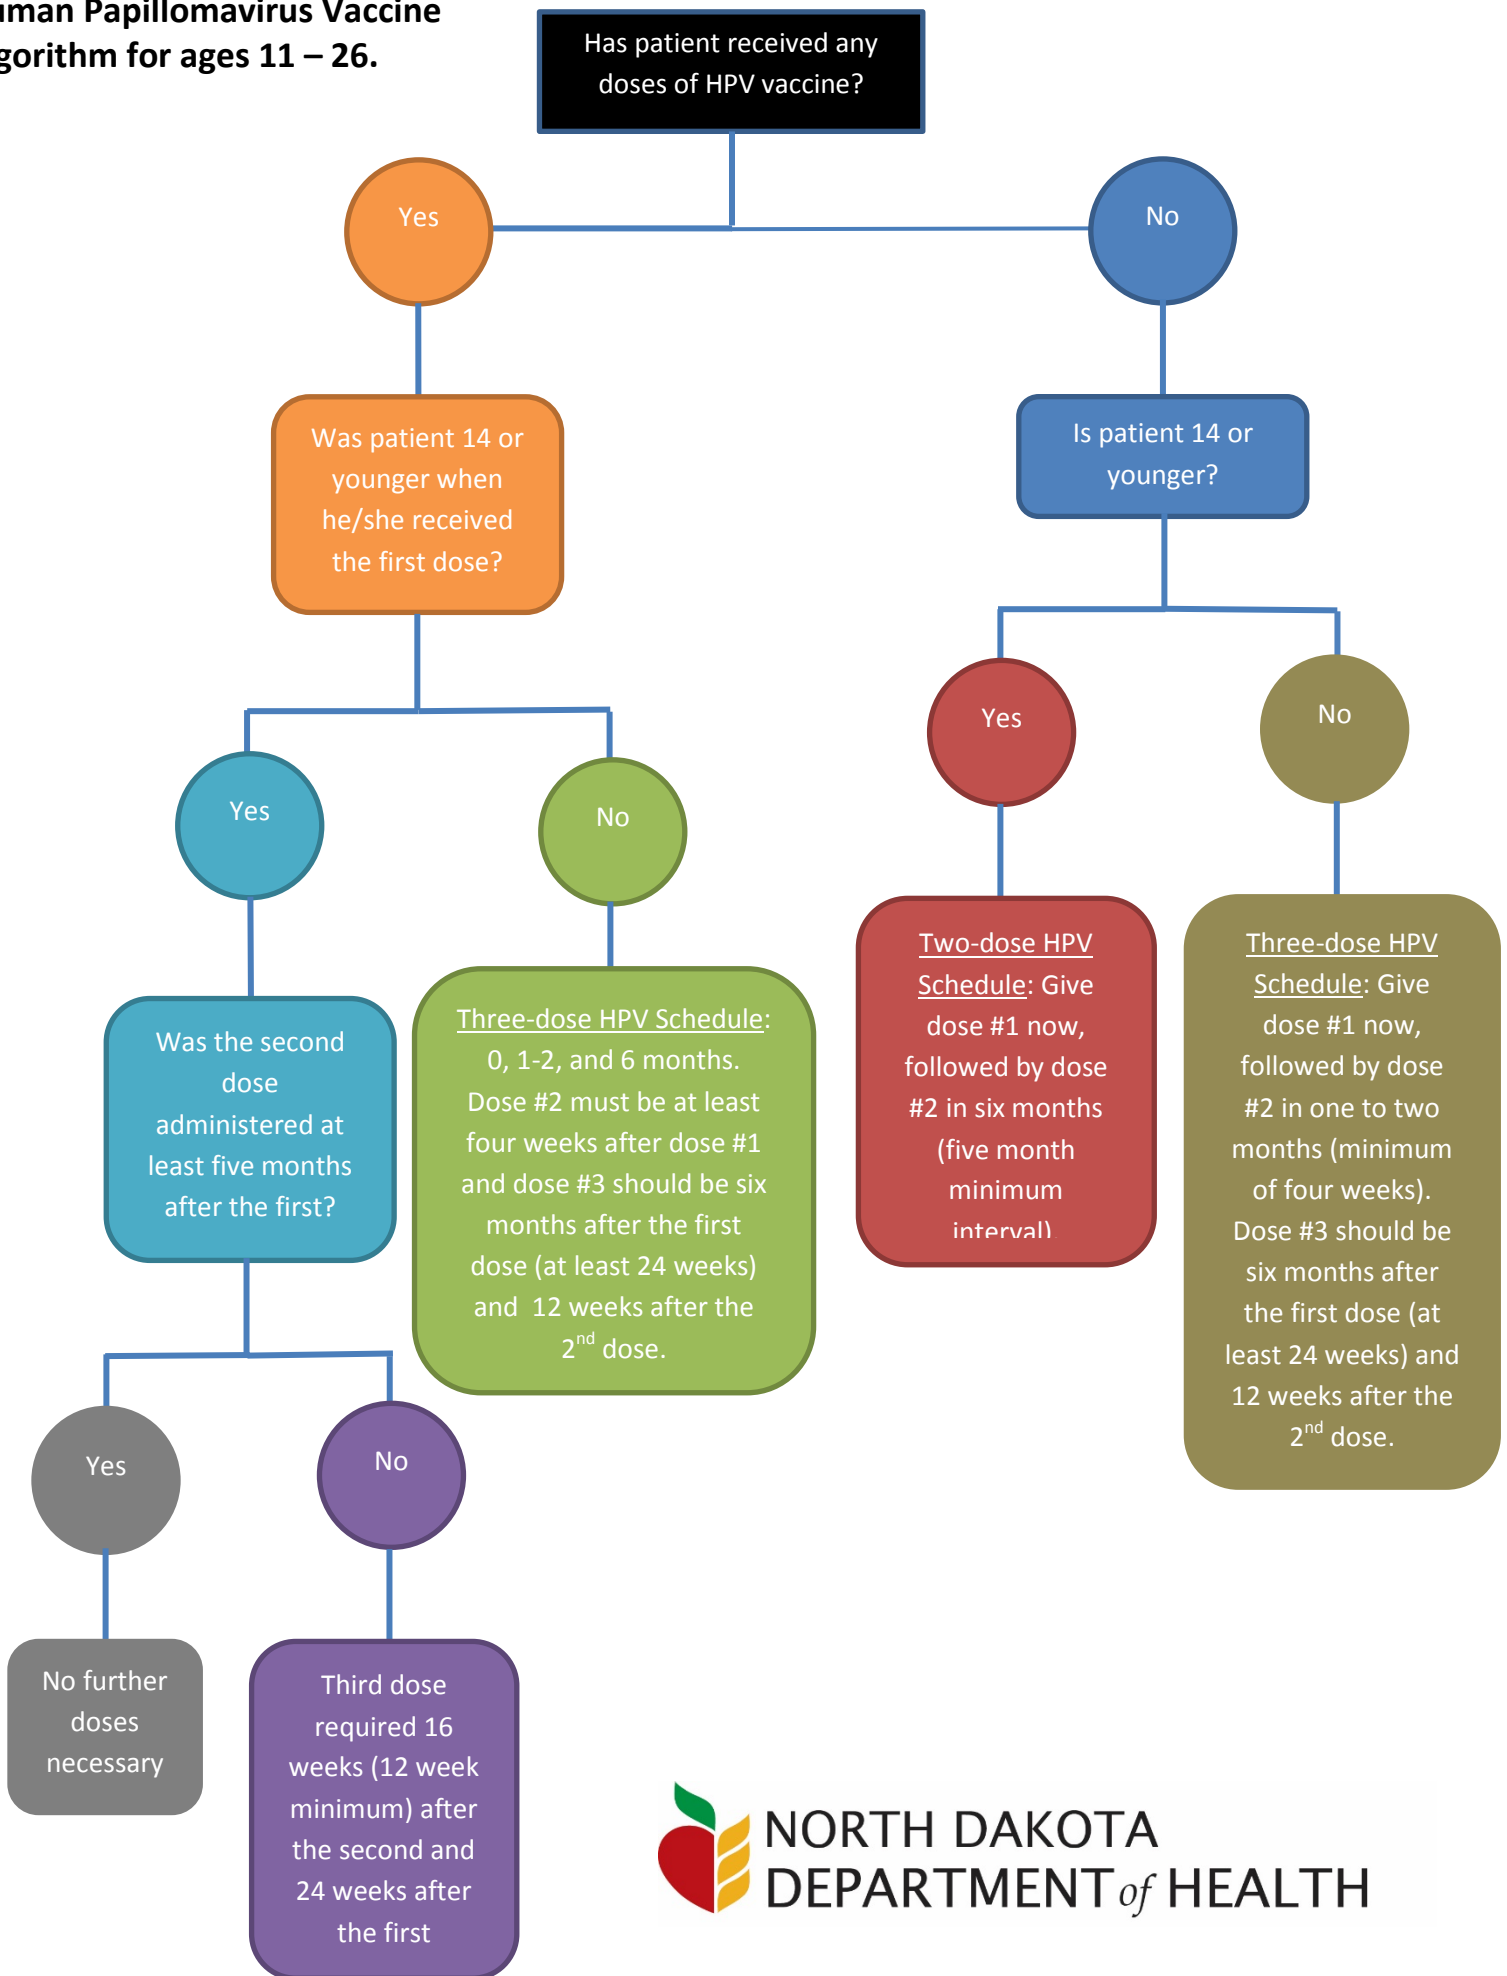 uman Papillomavirus Vaccine
gorithm for ages 11 – 26.
Has patient received any
doses of HPV vaccine?
Yes
No
Was patient 14 or
younger when
he/she received
the first dose?
Is patient 14 or
younger?
Yes
No
Yes
No
Was the second
dose
administered at
least five months
after the first?
Three-dose HPV Schedule:
0, 1-2, and 6 months.
Dose #2 must be at least
four weeks after dose #1
and dose #3 should be six
months after the first
dose (at least 24 weeks)
and 12 weeks after the
2nd dose.
Two-dose HPV
Schedule: Give
dose #1 now,
followed by dose
#2 in six months
(five month
minimum
interval).
Three-dose HPV
Schedule: Give
dose #1 now,
followed by dose
#2 in one to two
months (minimum
of four weeks).
Dose #3 should be
six months after
the first dose (at
least 24 weeks) and
12 weeks after the
2nd dose.
Yes
No
No further
doses
necessary
Third dose
required 16
weeks (12 week
minimum) after
the second and
24 weeks after
the first
NORTH DAKOTA
DEPARTMENT of HEALTH